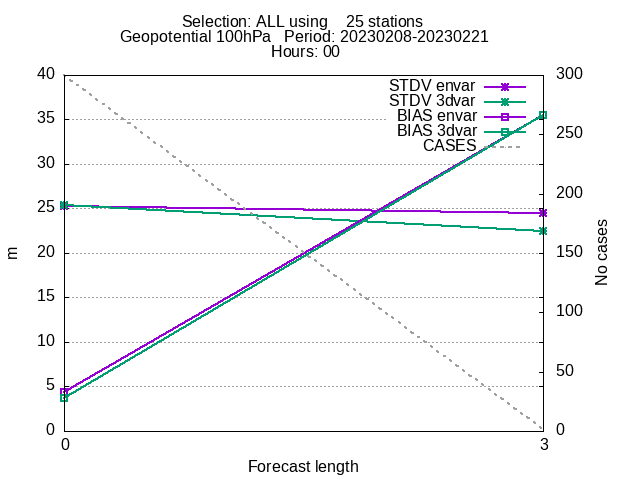 Selection: ALL using    25 stations
Geopotential 100hPa   Period: 20230208-20230221
Hours: 00
STDV envar
STDV 3dvar
BIAS envar
BIAS 3dvar
CASES
40
35
30
25
20
15
10
5
0
m
300
250
200
150
100
50
0
No cases
0
3
Forecast length